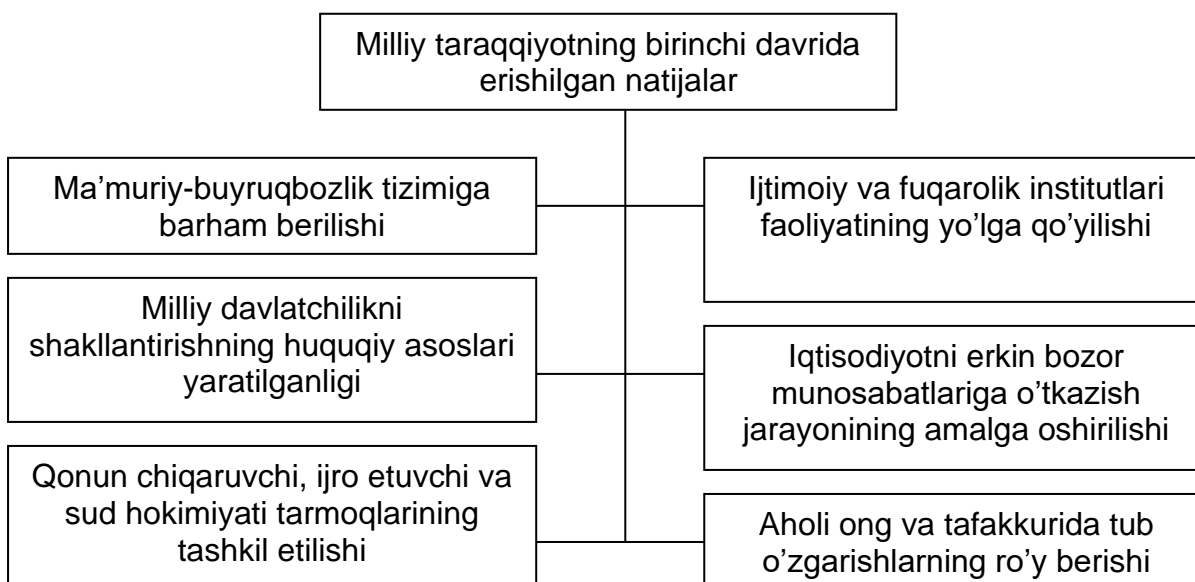 Milliy taraqqiyotning birinchi davrida
erishilgan natijalar
Ma’muriy-buyruqbozlik tizimiga
barham berilishi
Milliy davlatchilikni
shakllantirishning huquqiy asoslari
yaratilganligi
Qonun chiqaruvchi, ijro etuvchi va
sud hokimiyati tarmoqlarining
tashkil etilishi
Ijtimoiy va fuqarolik institutlari
faoliyatining yo’lga qo’yilishi
Iqtisodiyotni erkin bozor
munosabatlariga o’tkazish
jarayonining amalga oshirilishi
Aholi ong va tafakkurida tub
o’zgarishlarning ro’y berishi